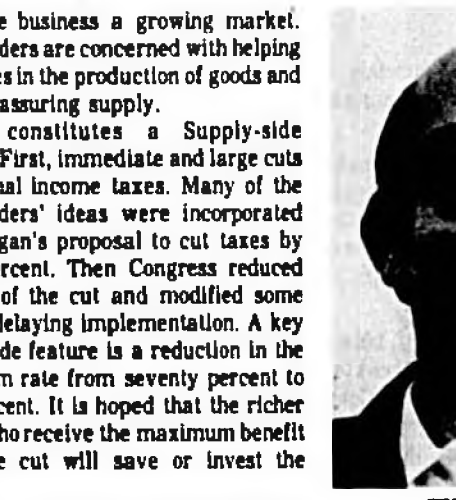 e business a growing market.
ders are concerned with helping
es in the production of goods and
assuring supply.
constitutes a Supply-side
First, immediate and large cuts
nal income taxes. Many of the
ders' ideas were incorporated
gan's proposal to cut taxes by
rcent. Then Congress reduced
of the cut and modified some
delaying implementation. A key
de feature is a reduction in the
m rate from seventy percent to
cent. It is hoped that the richer
ho receive the maximum benefit
e cut will save or invest the